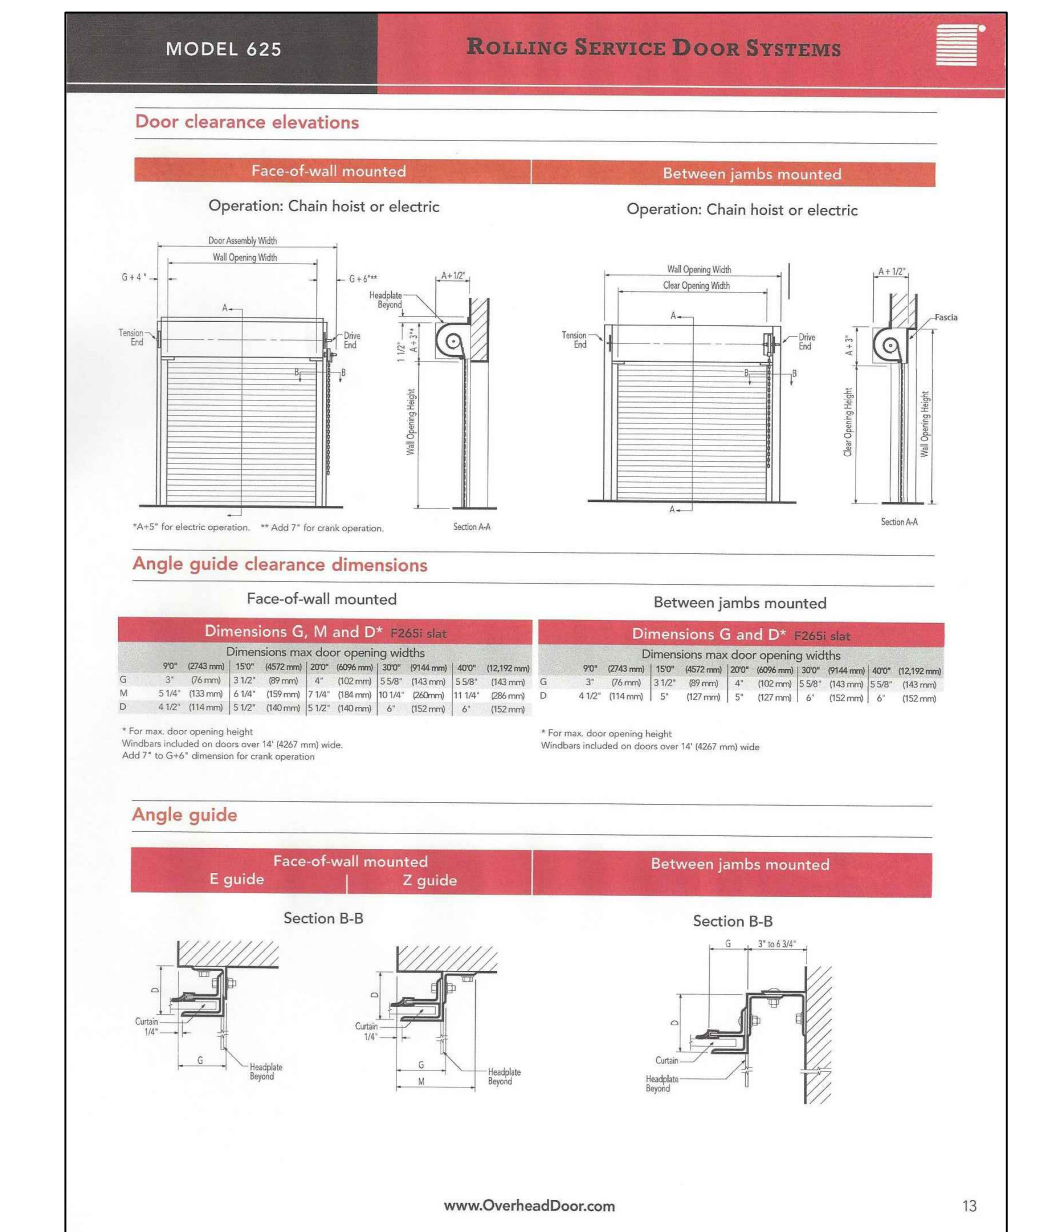 MODEL 625
ROLLING SERVICE DOOR SYSTEMS
Door clearance elevations
Face-of-wall mounted
Between jambs mounted
Operation: Chain hoist or electric
Operation: Chain hoist or electric
Door Assembly Width
Wall Opening Width
G + 4"
G + 6"**
A
Tension End
Drive End
B
B
*A+5" for electric operation. ** Add 7" for crank operation.
A + 1/2"
Headplate Beyond
1 1/2"
A + 3"*
Wall Opening Height
Section A-A
Wall Opening Width
Clear Opening Width
A
Tension End
Drive End
B
B
A
A + 1/2"
Fascia
A + 3"
Clear Opening Height
Wall Opening Height
Section A-A
Angle guide clearance dimensions
Face-of-wall mounted
Dimensions G, M and D* F265i slat
Dimensions max door opening widths
9'0" (2743 mm) 15'0" (4572 mm) 20'0" (6096 mm) 30'0" (9144 mm) 40'0" (12,192 mm)
G 3" (76 mm) 3 1/2" (89 mm) 4" (102 mm) 5 5/8" (143 mm) 5 5/8" (143 mm)
M 5 1/4" (133 mm) 6 1/4" (159 mm) 7 1/4" (184 mm) 10 1/4" (260mm) 11 1/4" (286 mm)
D 4 1/2" (114 mm) 5 1/2" (140 mm) 5 1/2" (140 mm) 6" (152 mm) 6" (152 mm)
* For max. door opening height
Windbars included on doors over 14' (4267 mm) wide.
Add 7" to G+6" dimension for crank operation
Between jambs mounted
Dimensions G and D* F265i slat
Dimensions max door opening widths
9'0" (2743 mm) 15'0" (4572 mm) 20'0" (6096 mm) 30'0" (9144 mm) 40'0" (12,192 mm)
G 3" (76 mm) 3 1/2" (89 mm) 4" (102 mm) 5 5/8" (143 mm) 5 5/8" (143 mm)
D 4 1/2" (114 mm) 5" (127 mm) 5" (127 mm) 6" (152 mm) 6" (152 mm)
* For max. door opening height
Windbars included on doors over 14' (4267 mm) wide
Angle guide
Face-of-wall mounted
E guide
Z guide
Between jambs mounted
Section B-B
D
Curtain
1/4"
G
Headplate Beyond
D
Curtain
1/4"
G
M
Headplate Beyond
Section B-B
G
3" to 6 3/4"
D
Curtain
Headplate Beyond
www.OverheadDoor.com
13